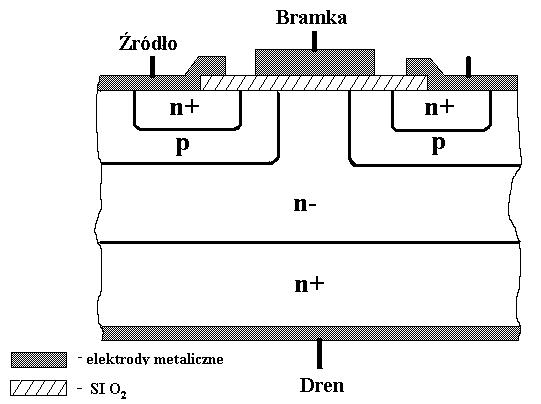 Bramka
Źródło
n+ n+
p p
n-
n+
- elektrody metaliczne
- SI O₂
Dren